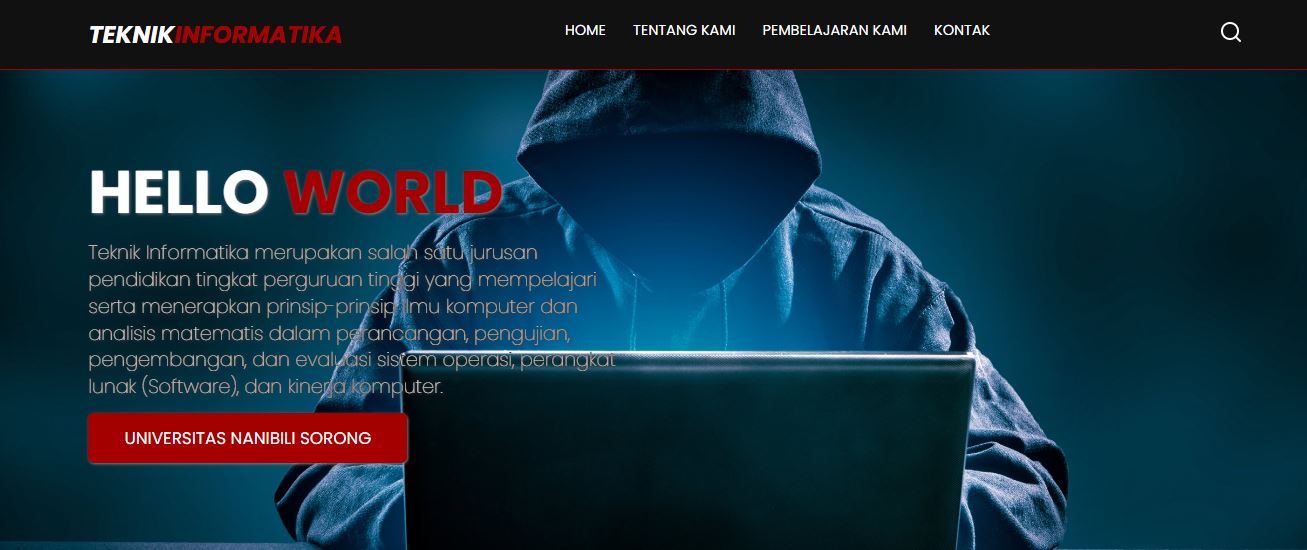 TEKNIKINFORMATIKA
HOME TENTANG KAMI PEMBELAJARAN KAMI KONTAK
HELLO WORLD
Teknik Informatika merupakan salah satu jurusan
pendidikan tingkat perguruan tinggi yang mempelajari
serta menerapkan prinsip-prinsip ilmu komputer dan
analisis matematis dalam perancangan, pengujian,
pengembangan, dan evaluasi sistem operasi, perangkat
lunak (Software), dan kinerja komputer.
UNIVERSITAS NANIBILI SORONG